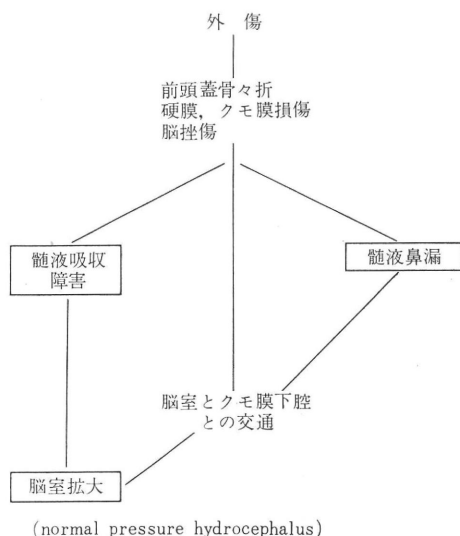 外 傷
前頭蓋骨々折
硬膜，クモ膜損傷
脳挫傷
髄液吸収
障害
髄液鼻漏
脳室とクモ膜下腔
との交通
脳室拡大
(normal pressure hydrocephalus)